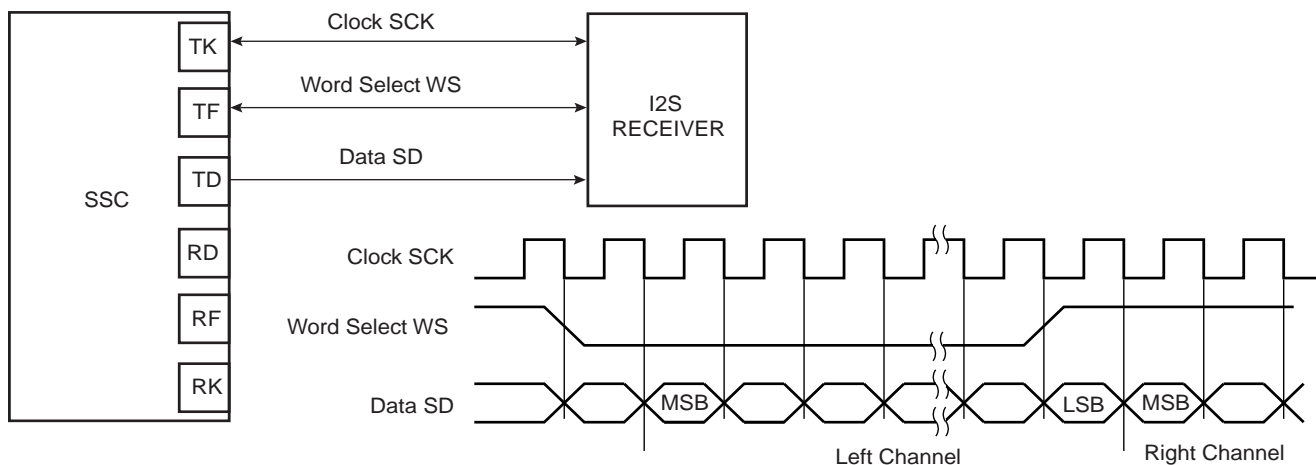 Clock SCK
TK
Word Select WS
TF
I2S
RECEIVER
Data SD
TD
SSC
RD
Clock SCK
RF
Word Select WS
RK
Data SD
MSB
LSB
MSB
Left Channel
Right Channel